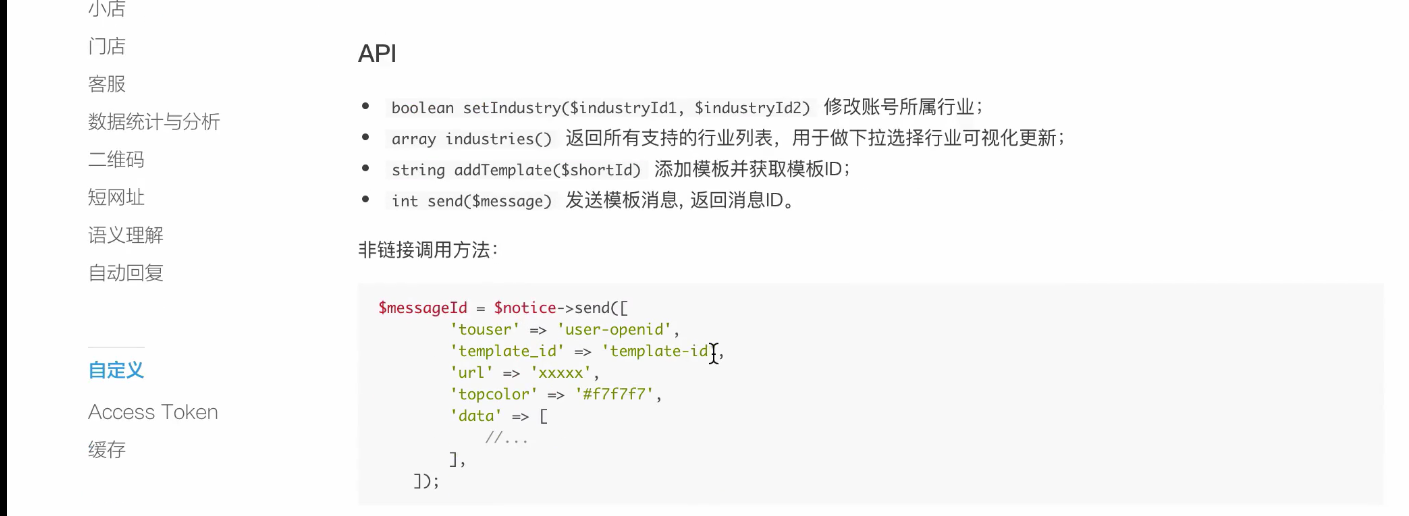 小店
门店
客服
数据统计与分析
二维码
短网址
语义理解
自动回复
自定义
Access Token
缓存
API
boolean setIndustry($industryId1, $industryId2) 修改账号所属行业;
array industries() 返回所有支持的行业列表，用于做下拉选择行业可视化更新;
string addTemplate($shortId) 添加模板并获取模板ID;
int send($message) 发送模板消息, 返回消息ID。
非链接调用方法:
$messageId = $notice->send([
'touser' => 'user-openid',
'template_id' => 'template-id',
'url' => 'xxxxx',
'topcolor' => '#f7f7f7',
'data' => [
//...
],
]);